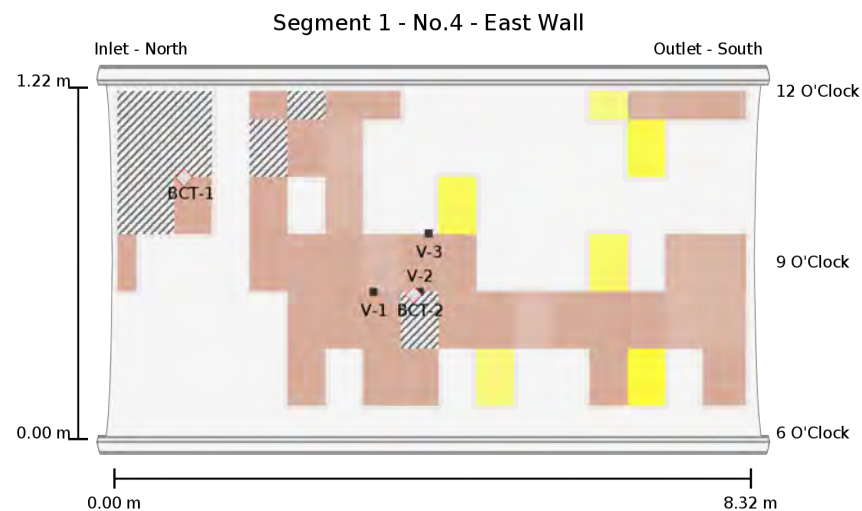 Segment 1 - No.4 - East Wall
Inlet - North
Outlet - South
1.22 m
12 O'Clock
BCT-1
V-3
9 O'Clock
V-2
V-1
BCT-2
0.00 m
6 O'Clock
0.00 m
8.32 m